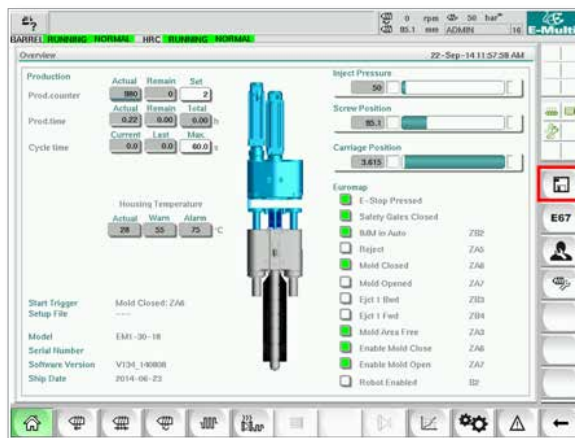 0 rpm 50 bar
85.1 mm ADMIN 16 E-Multi
BARREL RUNNING NORMAL HRC RUNNING NORMAL
Overview 22-Sep-14 11:57:58 AM
Production
Actual Remain Set
Prod.counter 980 0 2
Actual Remain Total
Prod.time 0.22 0.00 0.00 h
Current Last Max.
Cycle time 0.0 0.0 60.0 s
Housing Temperature
Actual Warn Alarm
28 55 75 °C
Start Trigger Mold Closed: ZA6
Setup File ----
Model EM1-30-18
Serial Number
Software Version V134_140808
Ship Date 2014-06-23
Inject Pressure
50
Screw Position
85.1
Carriage Position
3.615
Euromap
E-Stop Pressed
Safety Gates Closed
IMM in Auto ZB2
Reject ZA5
Mold Closed ZA6
Mold Opened ZA7
Ejct 1 Bwd ZB3
Ejct 1 Fwd ZB4
Mold Area Free ZA3
Enable Mold Close ZA6
Enable Mold Open ZA7
Robot Enabled B2
E67